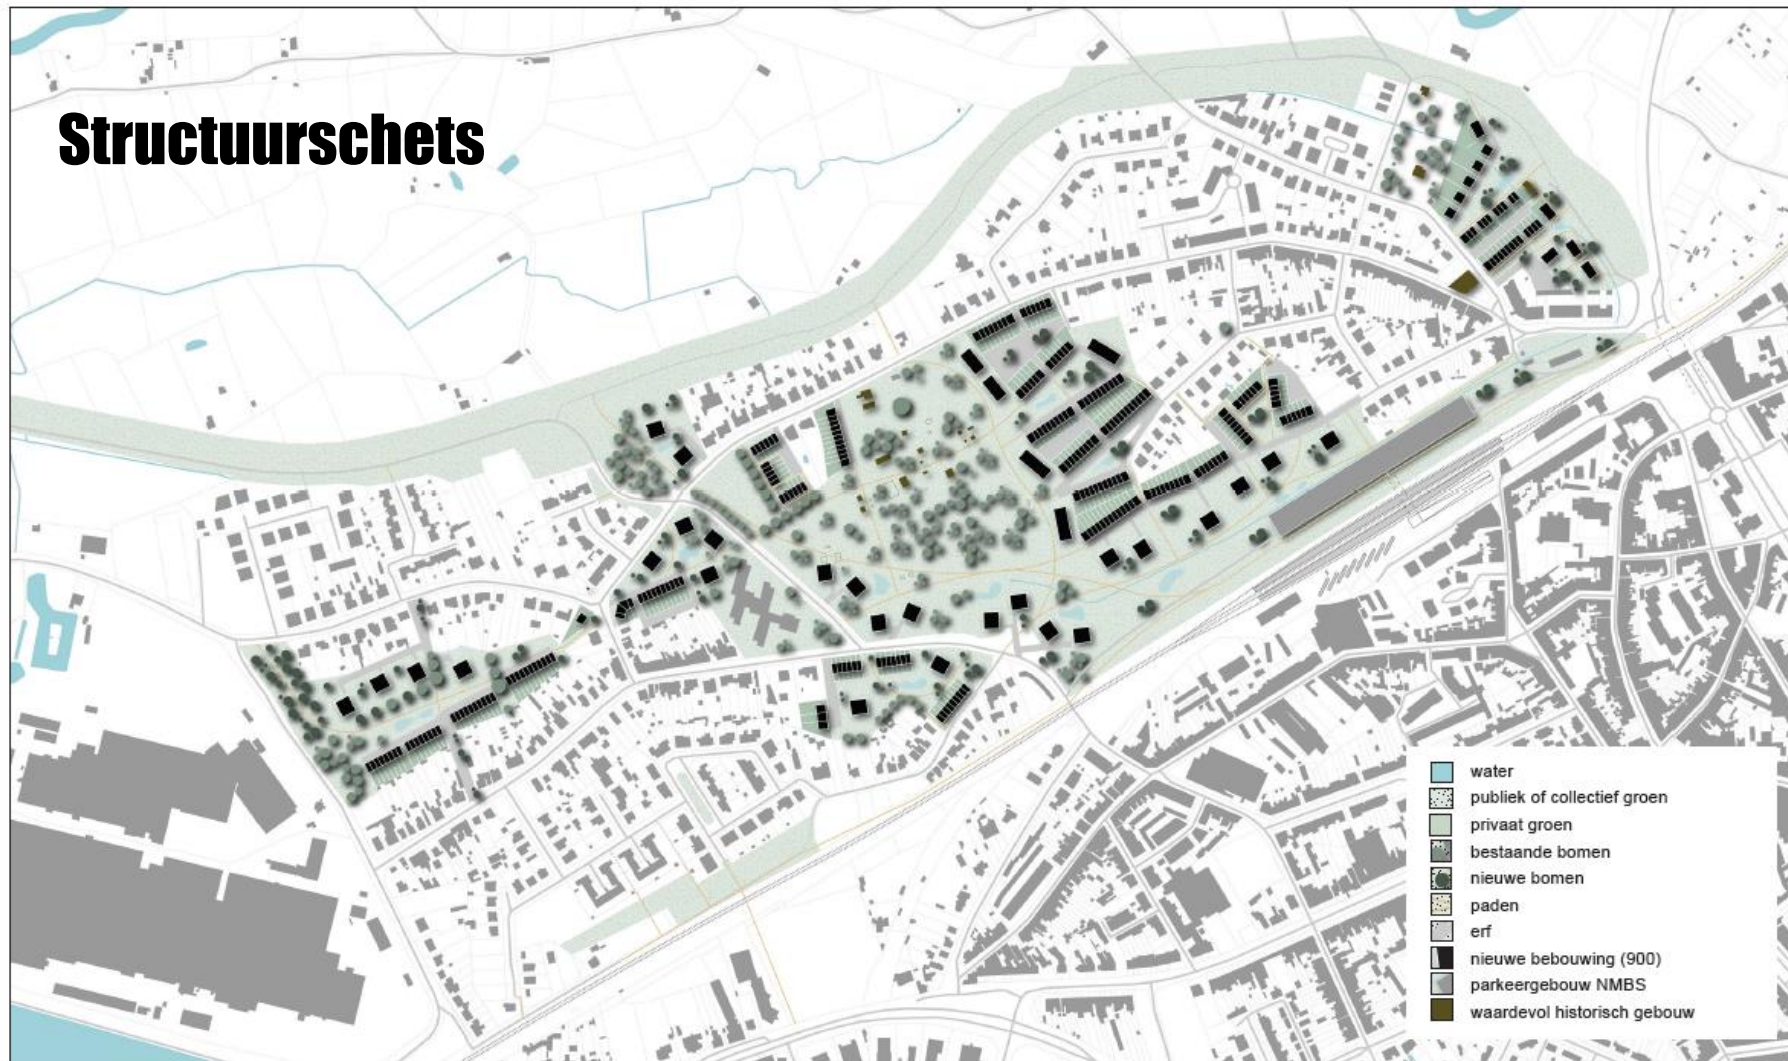 Structuurschets
water
publiek of collectief groen
privaat groen
bestaande bomen
nieuwe bomen
paden
erf
nieuwe bebouwing (900)
parkeergebouw NMBS
waardevol historisch gebouw